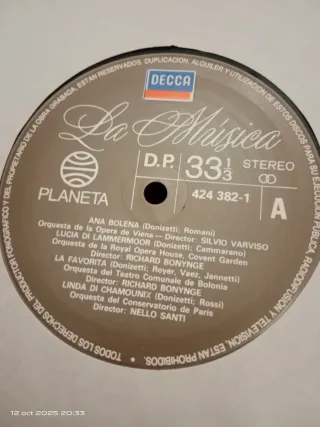 TODOS LOS DERECHOS DEL PRODUCTOR FONOGRAFICO Y DEL PROPIETARIO DE LA OBRA GRABADA, ESTAN RESERVADOS. DUPLICACION, ALQUILER Y UTILIZACION DE ESTOS DISCOS PARA SU EJECUCION PUBLICA, RADIODIFUSION Y TELEVISION, ESTAN PROHIBIDOS.
DECCA
La Música
PLANETA
D.P.
33 1/3
STEREO
424 382-1
A
ANA BOLENA (Donizetti; Romani)
Orquesta de la Opera de Viena – Director: SILVIO VARVISO
LUCIA DI LAMMERMOOR (Donizetti; Cammarano)
Orquesta de la Royal Opera House, Covent Garden
Director: RICHARD BONYNGE
LA FAVORITA (Donizetti; Royer, Vaez, Jannetti)
Orquesta del Teatro Comunale de Bolonia
Director: RICHARD BONYNGE
LINDA DI CHAMOUNIX (Donizetti; Rossi)
Orquesta del Conservatorio de Paris
Director: NELLO SANTI
12 oct 2025 20:33